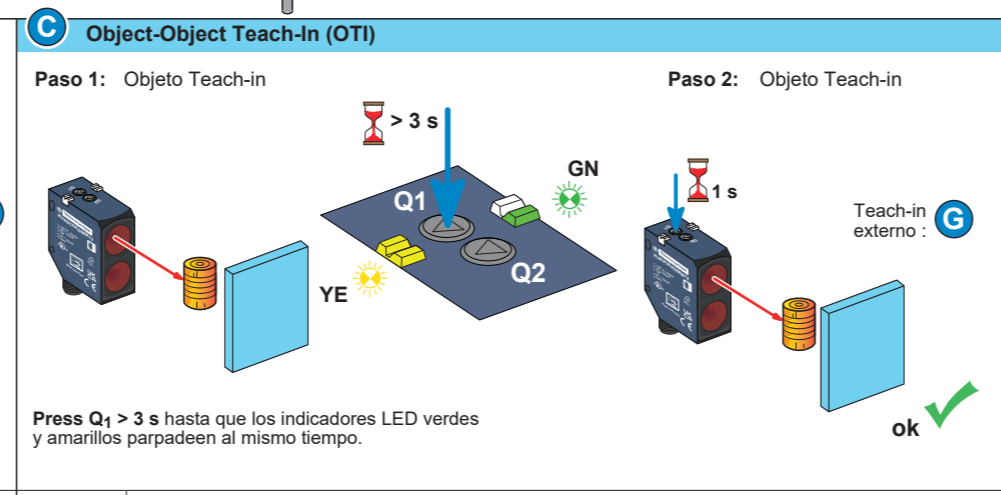 C Object-Object Teach-In (OTI)
Paso 1: Objeto Teach-in
Paso 2: Objeto Teach-in
> 3 s
Q1
Q2
GN
YE
1 s
Teach-in
externo : G
Press Q1 > 3 s hasta que los indicadores LED verdes
y amarillos parpadeen al mismo tiempo.
ok